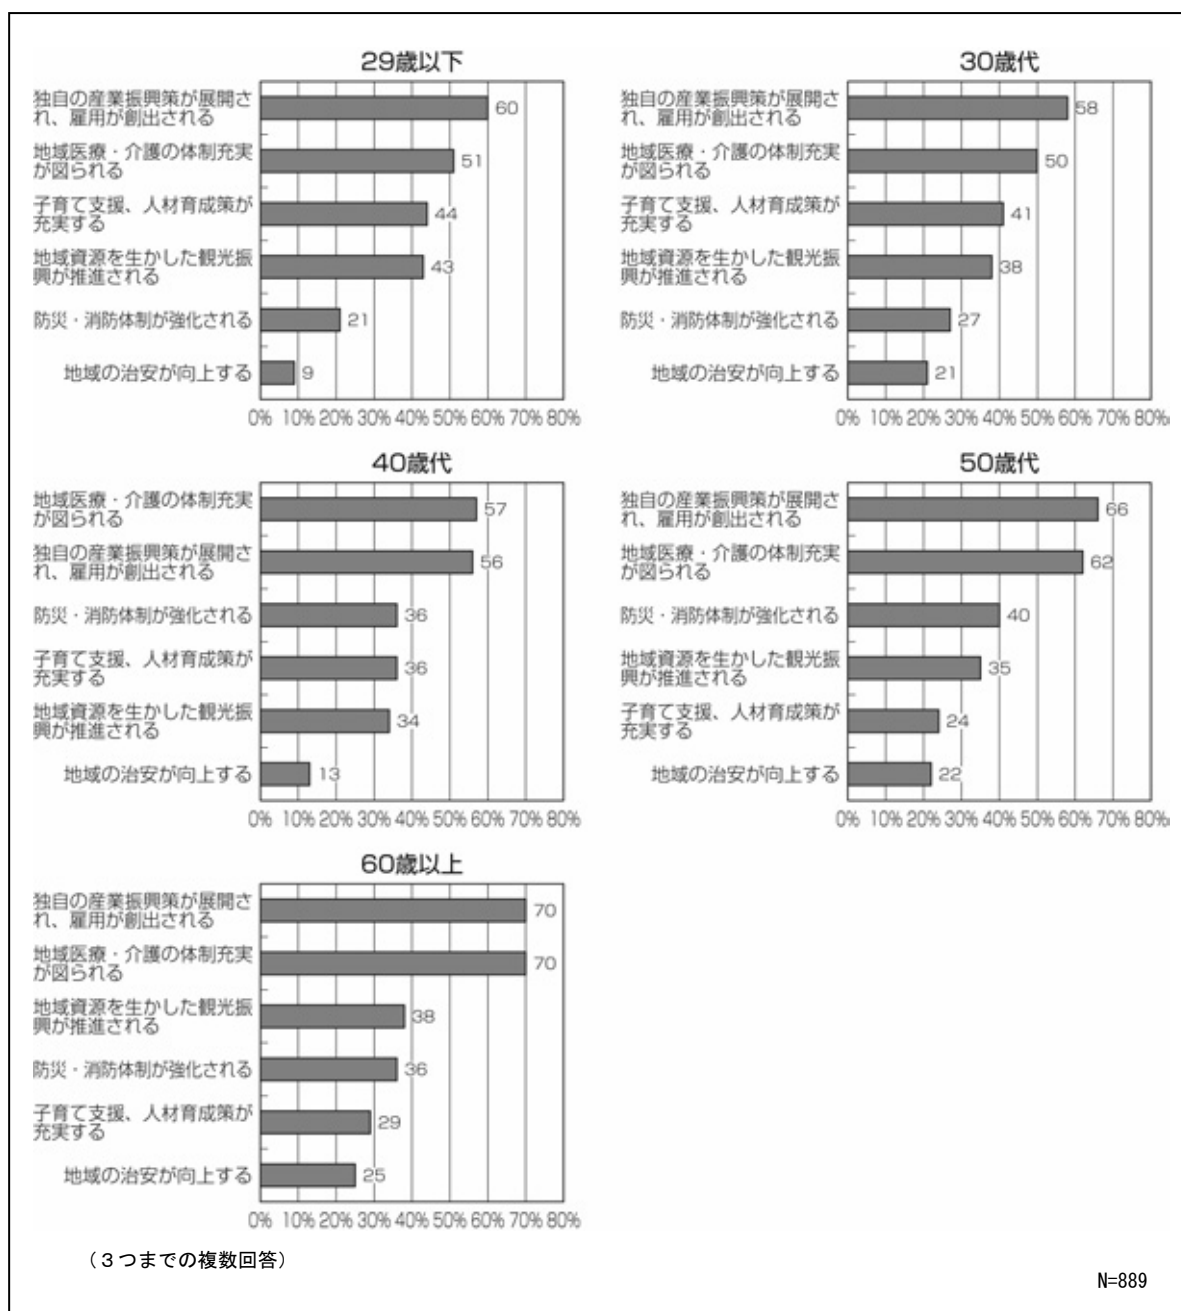 29歳以下
独自の産業振興策が展開さ
れ、雇用が創出される
60
地域医療・介護の体制充実
が図られる
51
子育て支援、人材育成策が
充実する
44
地域資源を生かした観光振
興が推進される
43
防災・消防体制が強化される
21
地域の治安が向上する
9
0% 10% 20% 30% 40% 50% 60% 70% 80%
30歳代
独自の産業振興策が展開さ
れ、雇用が創出される
58
地域医療・介護の体制充実
が図られる
50
子育て支援、人材育成策が
充実する
41
地域資源を生かした観光振
興が推進される
38
防災・消防体制が強化される
27
地域の治安が向上する
21
0% 10% 20% 30% 40% 50% 60% 70% 80%
40歳代
地域医療・介護の体制充実
が図られる
57
独自の産業振興策が展開さ
れ、雇用が創出される
56
防災・消防体制が強化される
36
子育て支援、人材育成策が
充実する
36
地域資源を生かした観光振
興が推進される
34
地域の治安が向上する
13
0% 10% 20% 30% 40% 50% 60% 70% 80%
50歳代
独自の産業振興策が展開さ
れ、雇用が創出される
66
地域医療・介護の体制充実
が図られる
62
防災・消防体制が強化される
40
地域資源を生かした観光振
興が推進される
35
子育て支援、人材育成策が
充実する
24
地域の治安が向上する
22
0% 10% 20% 30% 40% 50% 60% 70% 80%
60歳以上
独自の産業振興策が展開さ
れ、雇用が創出される
70
地域医療・介護の体制充実
が図られる
70
地域資源を生かした観光振
興が推進される
38
防災・消防体制が強化される
36
子育て支援、人材育成策が
充実する
29
地域の治安が向上する
25
0% 10% 20% 30% 40% 50% 60% 70% 80%
（３つまでの複数回答）
N=889